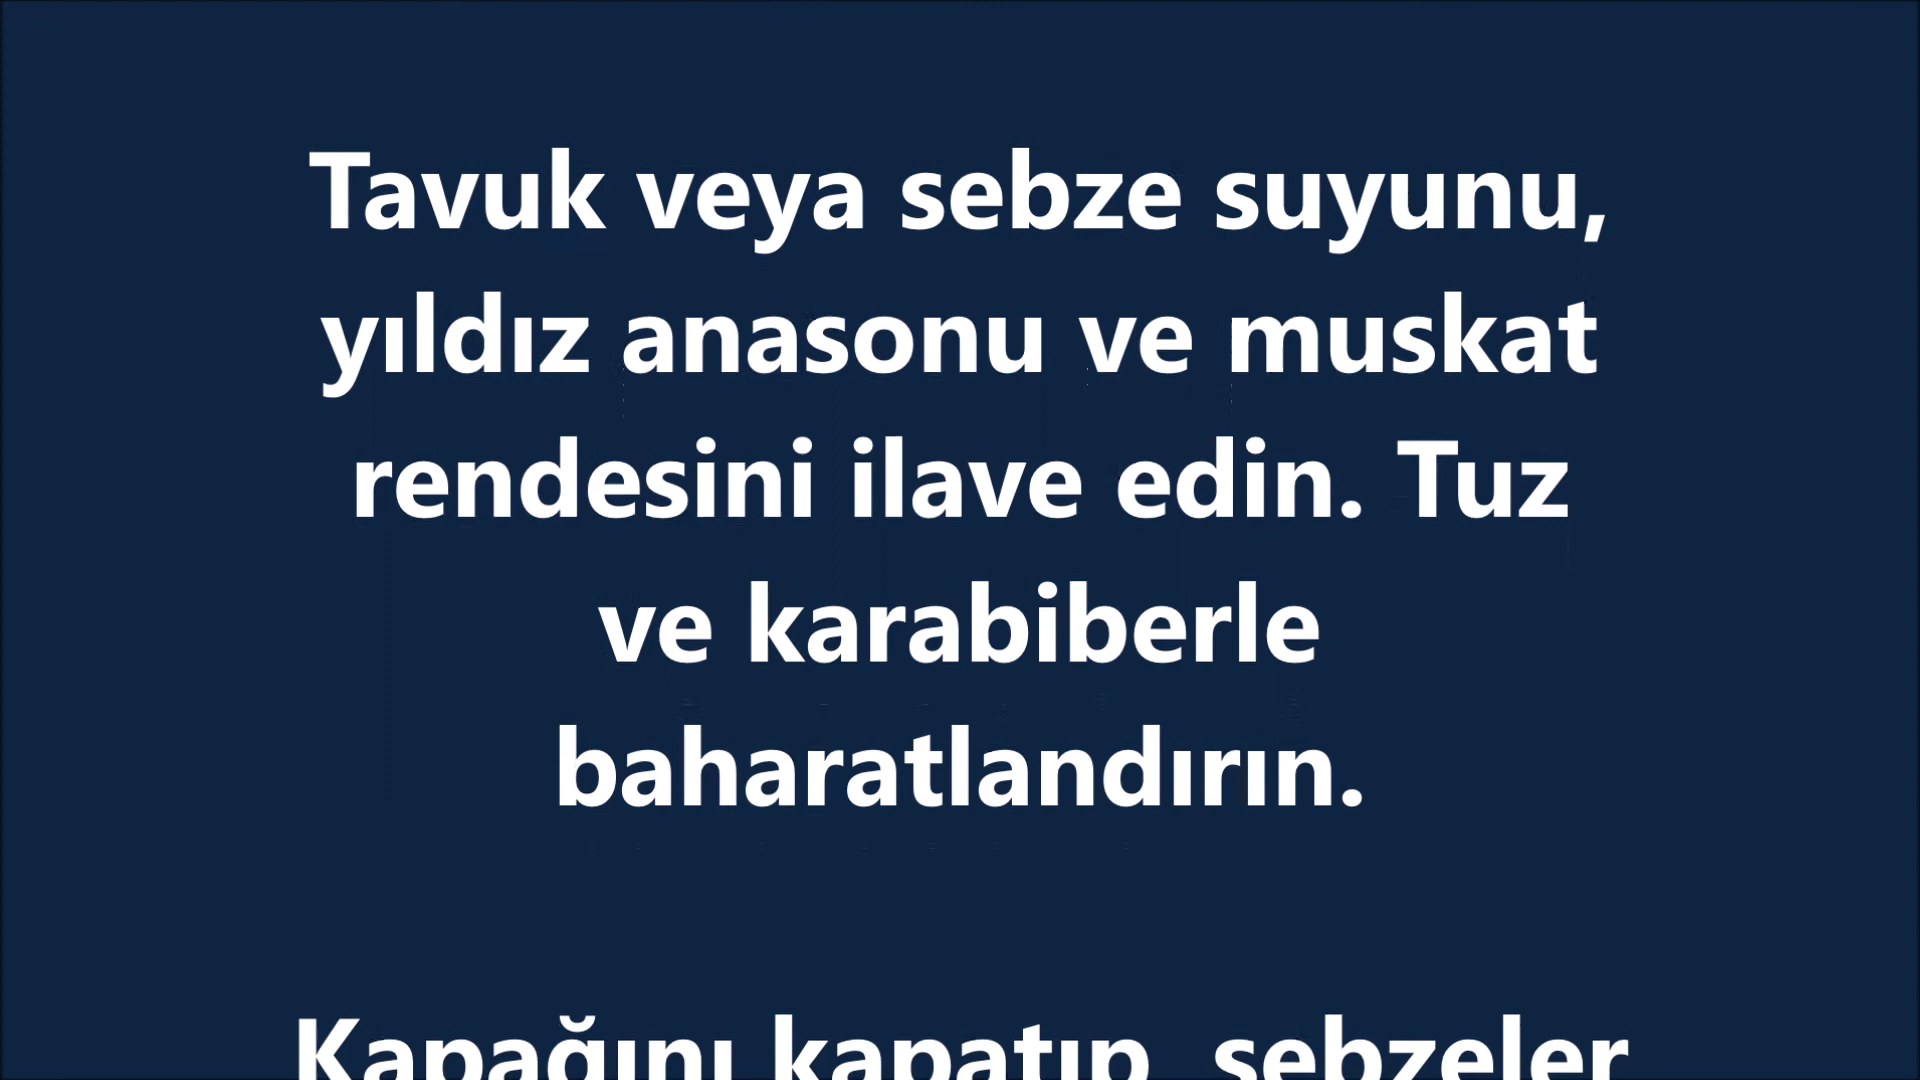 Tavuk veya sebze suyunu,
yıldız anasonu ve muskat
rendesini ilave edin. Tuz
ve karabiberle
baharatlandırın.
Kapağını kapatıp, sebzeler